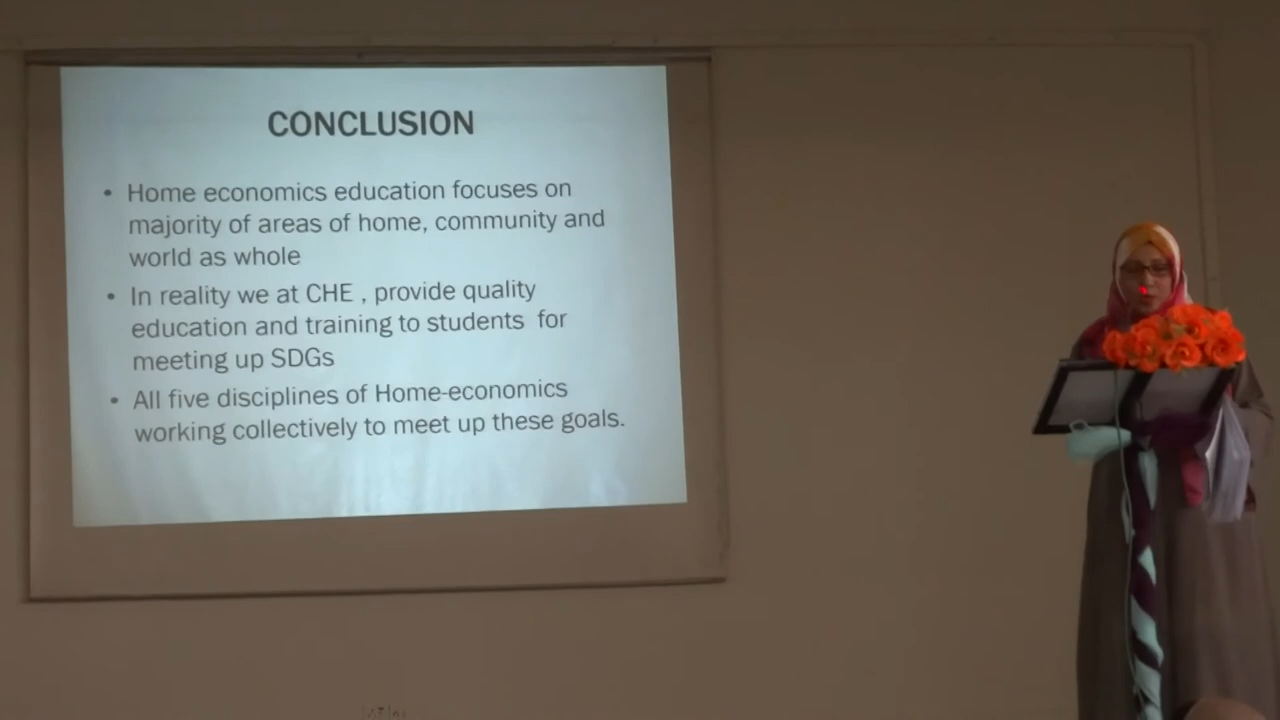 CONCLUSION
• Home economics education focuses on
majority of areas of home, community and
world as whole
• In reality we at CHE , provide quality
education and training to students for
meeting up SDGs
• All five disciplines of Home-economics
working collectively to meet up these goals.